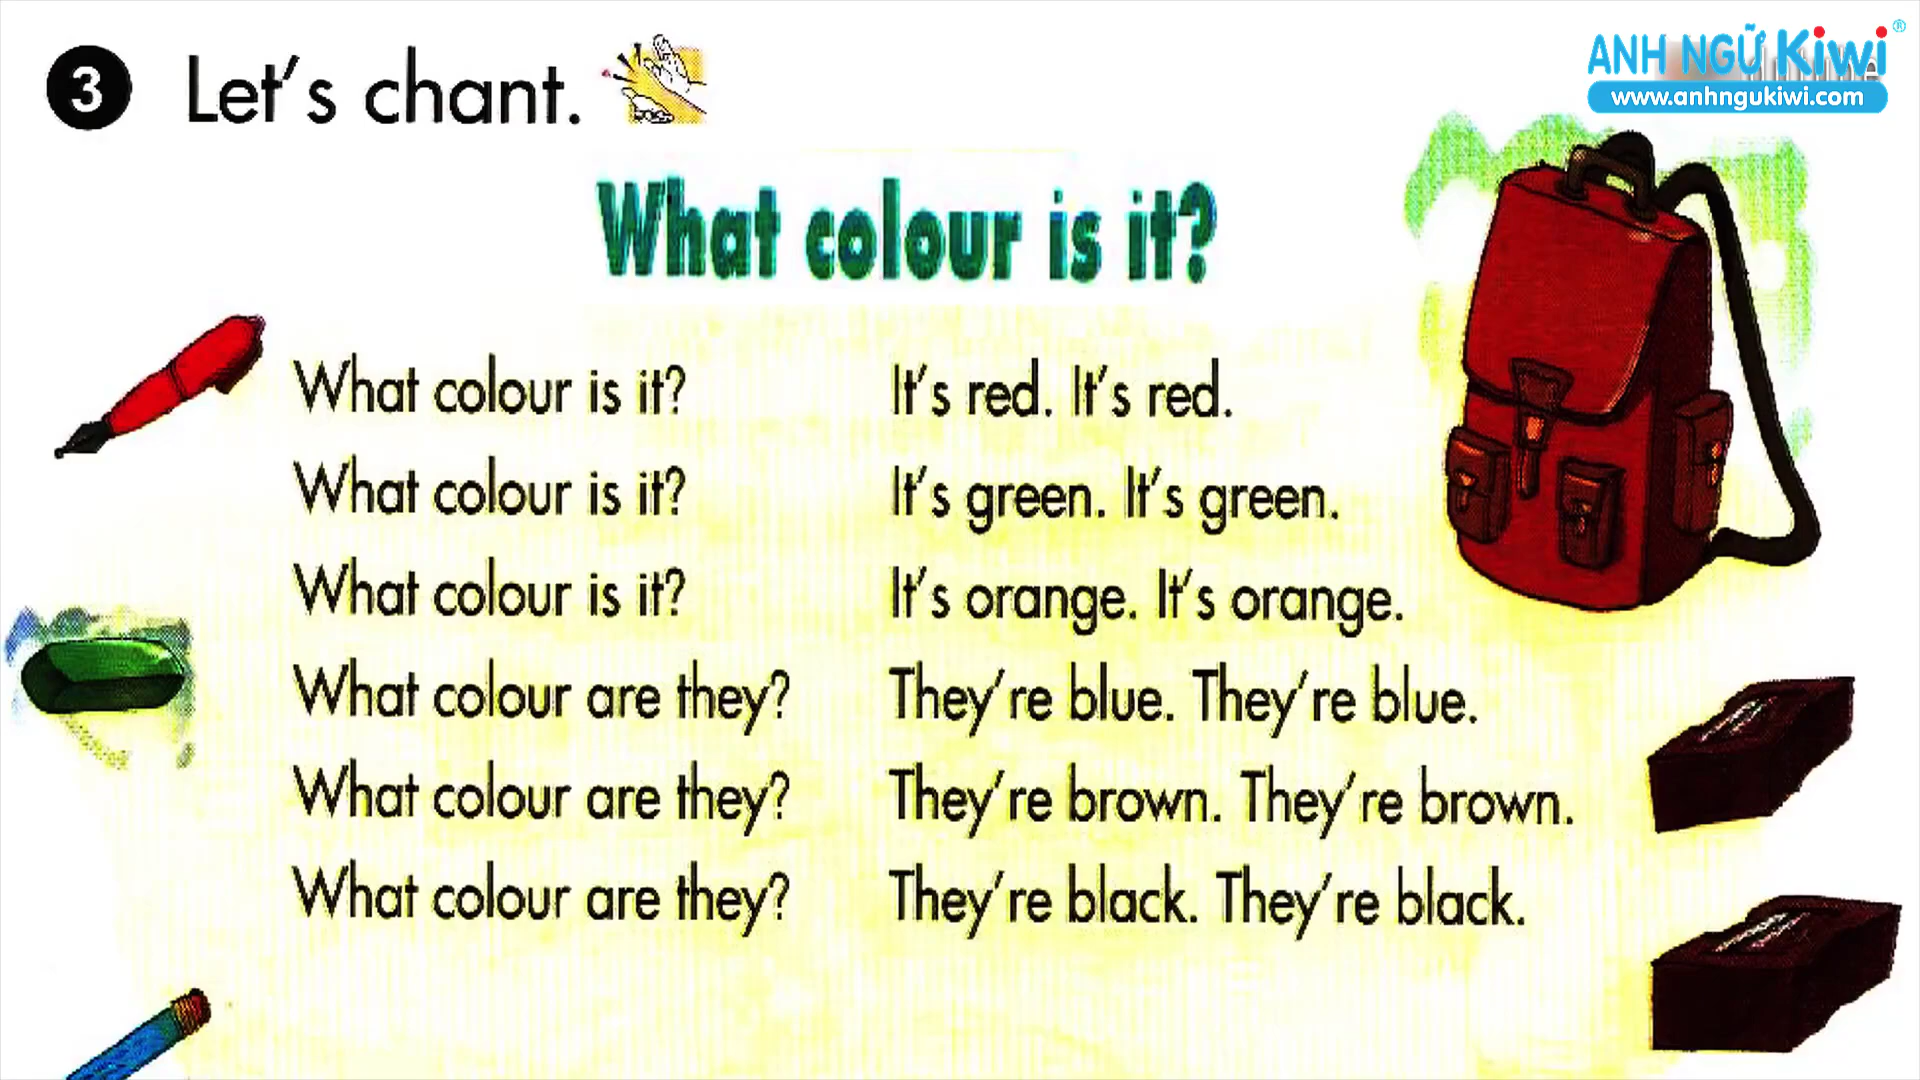 3 Let's chant.
ANH NGỮ Kiwi ®
www.anhngukiwi.com
What colour is it?
What colour is it? It's red. It's red.
What colour is it? It's green. It's green.
What colour is it? It's orange. It's orange.
What colour are they? They're blue. They're blue.
What colour are they? They're brown. They're brown.
What colour are they? They're black. They're black.